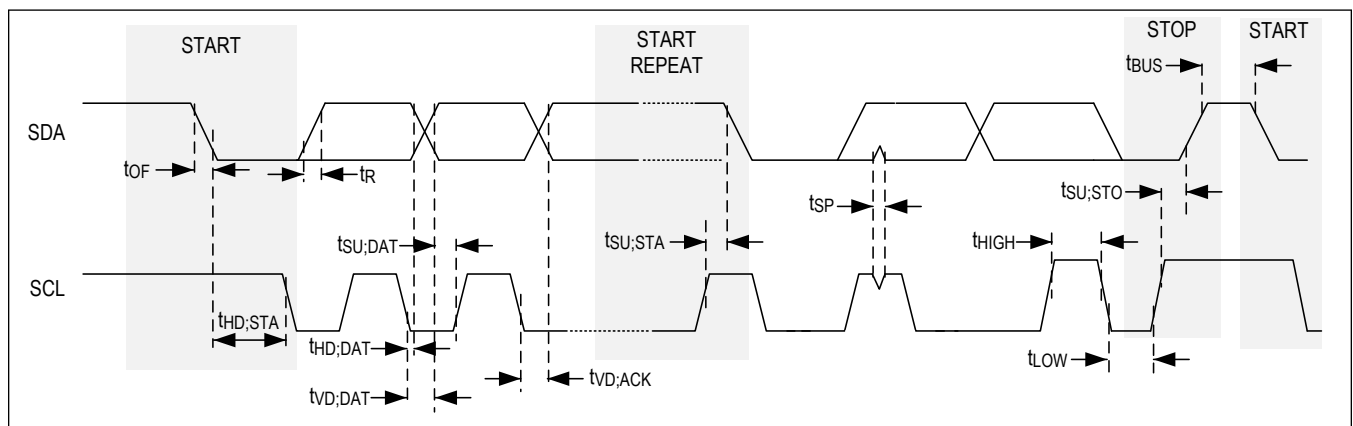 START
START
REPEAT
STOP
START
tBUS
SDA
tOF
tR
tSU;DAT
tSU;STA
tSP
tHIGH
tSU;STO
SCL
tHD;STA
tHD;DAT
tVD;DAT
tVD;ACK
tLOW